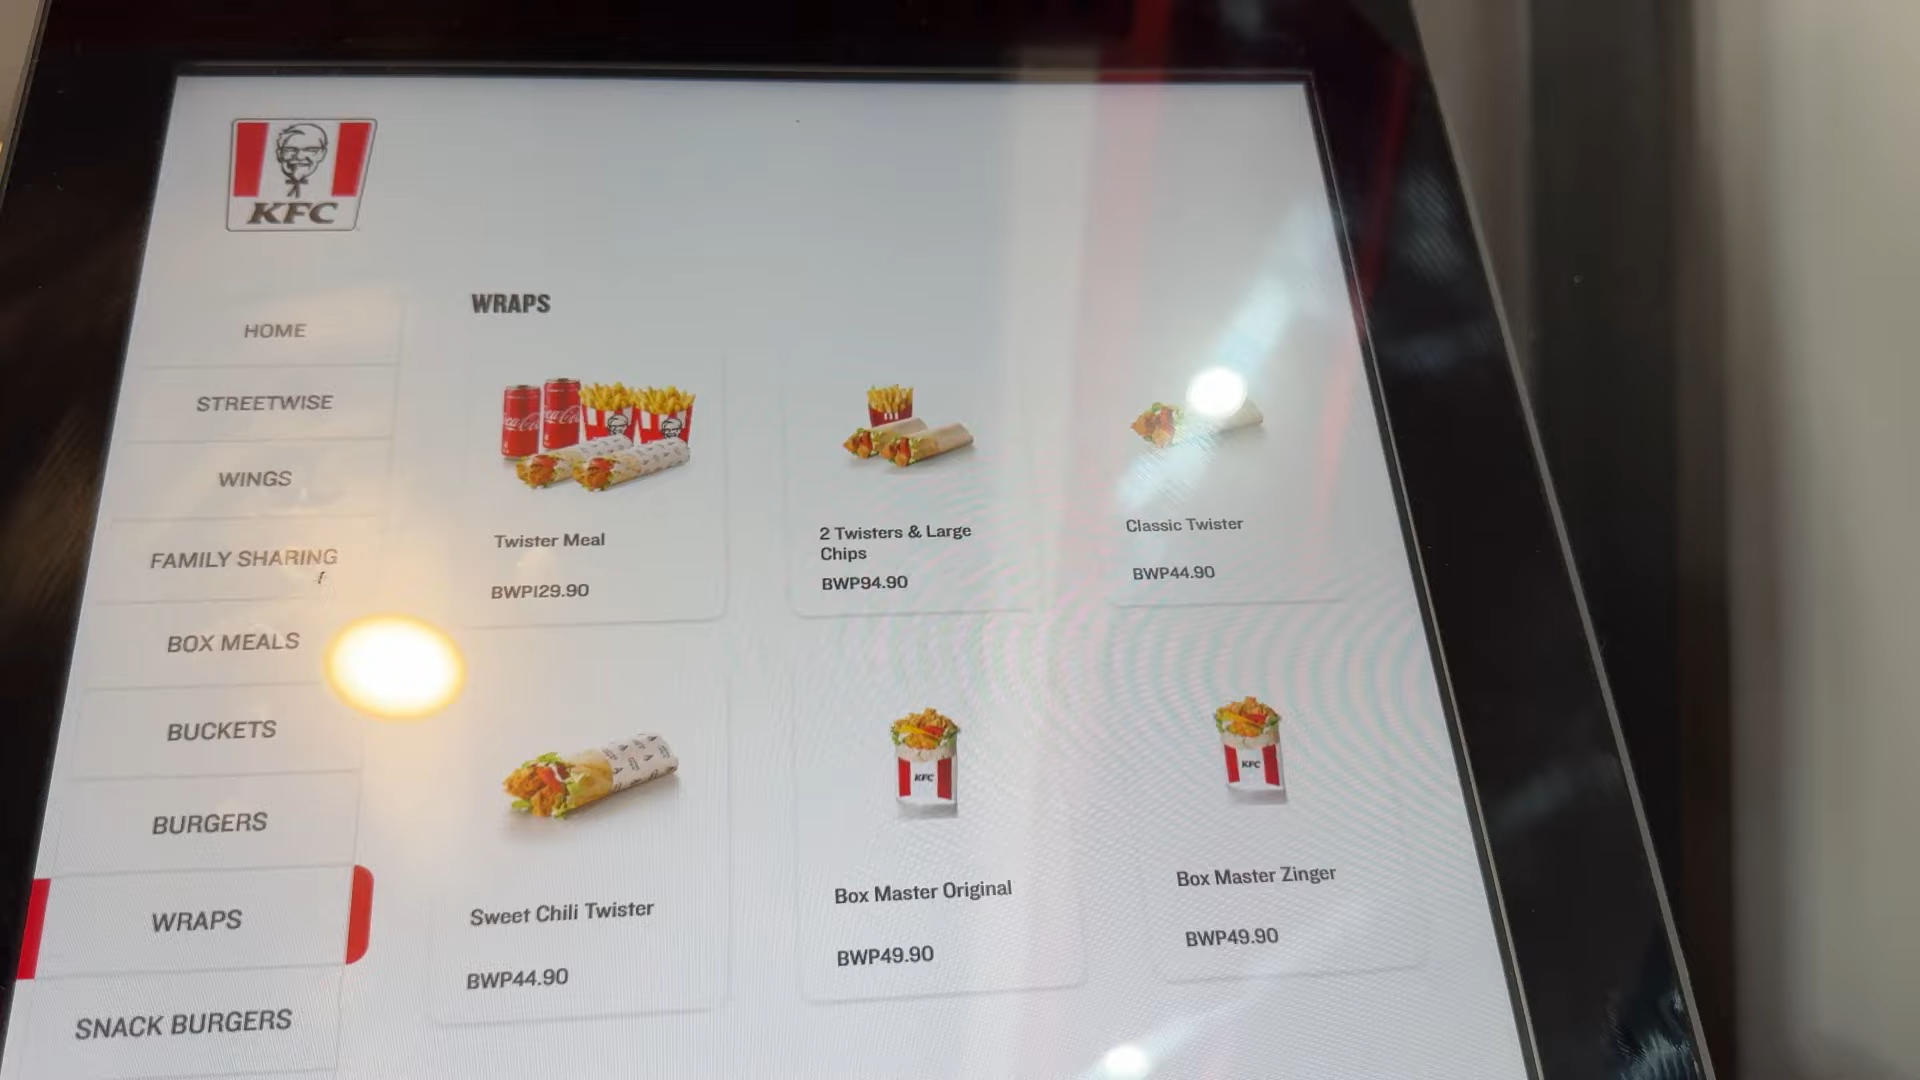 KFC
HOME
STREETWISE
WINGS
FAMILY SHARING
BOX MEALS
BUCKETS
BURGERS
WRAPS
SNACK BURGERS
WRAPS
Twister Meal
BWP129.90
2 Twisters & Large
Chips
BWP94.90
Classic Twister
BWP44.90
Sweet Chili Twister
BWP44.90
KFC
Box Master Original
BWP49.90
KFC
Box Master Zinger
BWP49.90